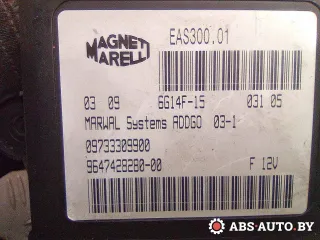 MAGNETI
MARELLI
EAS300.01
03 09 6G14F-15 031 05
MARWAL Systems ADDGO 03-1
09733309900
9647428280-00 F 12V
ABS-AUTO.BY